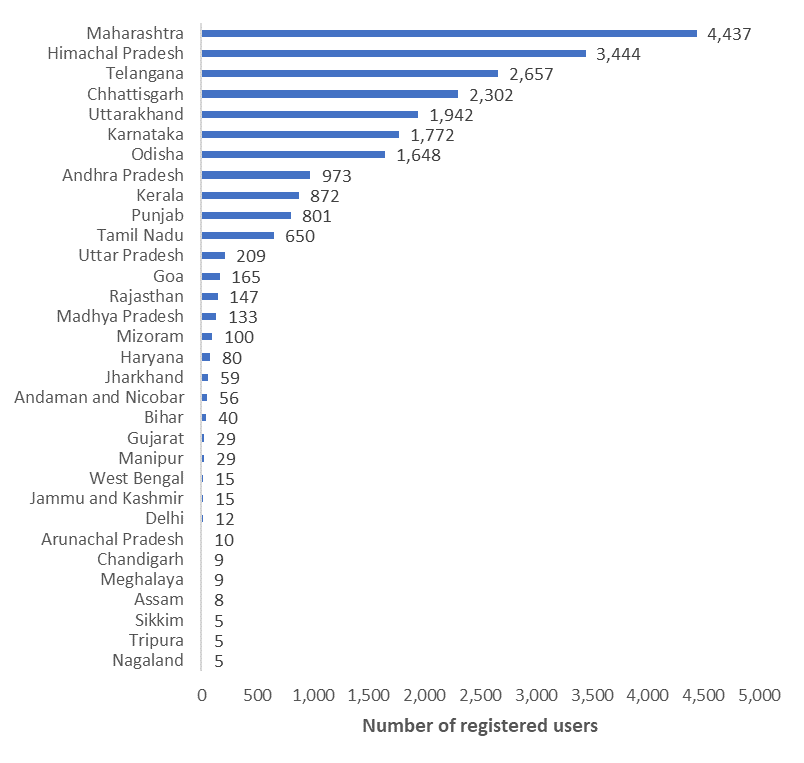 Maharashtra 4,437
Himachal Pradesh 3,444
Telangana 2,657
Chhattisgarh 2,302
Uttarakhand 1,942
Karnataka 1,772
Odisha 1,648
Andhra Pradesh 973
Kerala 872
Punjab 801
Tamil Nadu 650
Uttar Pradesh 209
Goa 165
Rajasthan 147
Madhya Pradesh 133
Mizoram 100
Haryana 80
Jharkhand 59
Andaman and Nicobar 56
Bihar 40
Gujarat 29
Manipur 29
West Bengal 15
Jammu and Kashmir 15
Delhi 12
Arunachal Pradesh 10
Chandigarh 9
Meghalaya 9
Assam 8
Sikkim 5
Tripura 5
Nagaland 5
0 500 1,000 1,500 2,000 2,500 3,000 3,500 4,000 4,500 5,000
Number of registered users